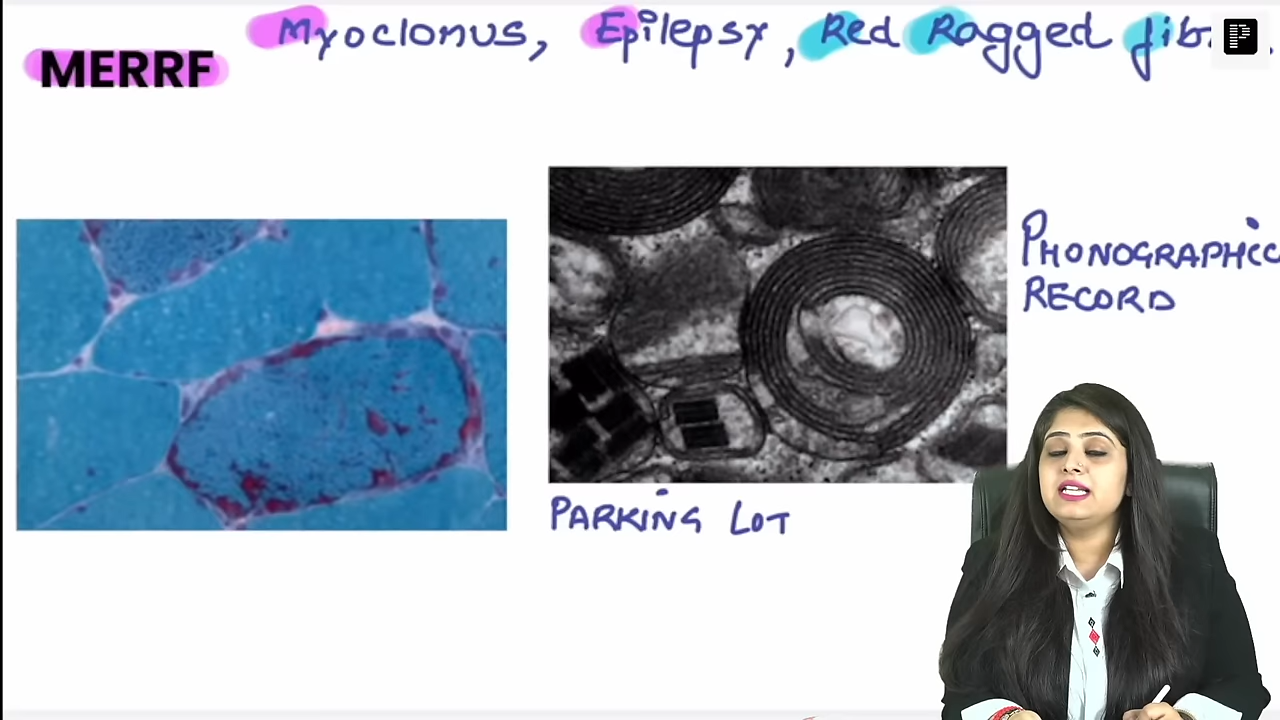 Myoclonus, Epilepsy, Red Ragged
MERRF
PHONOGRAPHIC
RECORD
PARKING LOT